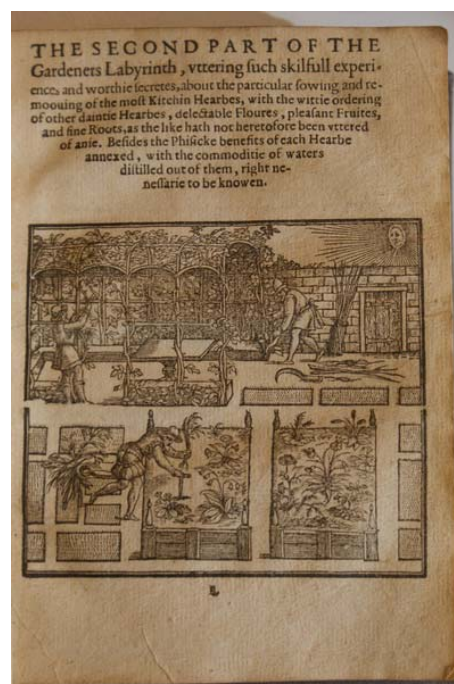 THE SECOND PART OF THE
Gardeners Labyrinth, vttering ſuch skilfull experi-
ence, and worthie ſecretes, about the particular ſowing and re-
moouing of the moſt Kitchin Hearbes, with the wittie ordering
of other daintie Hearbes, delectable Floures, pleaſant Fruites,
and fine Roots, as the like hath not heretofore been vttered
of anie. Beſides the Phiſicke benefits of each Hearbe
annexed, with the commoditie of waters
diſtilled out of them, right ne-
neſſarie to be knowen.